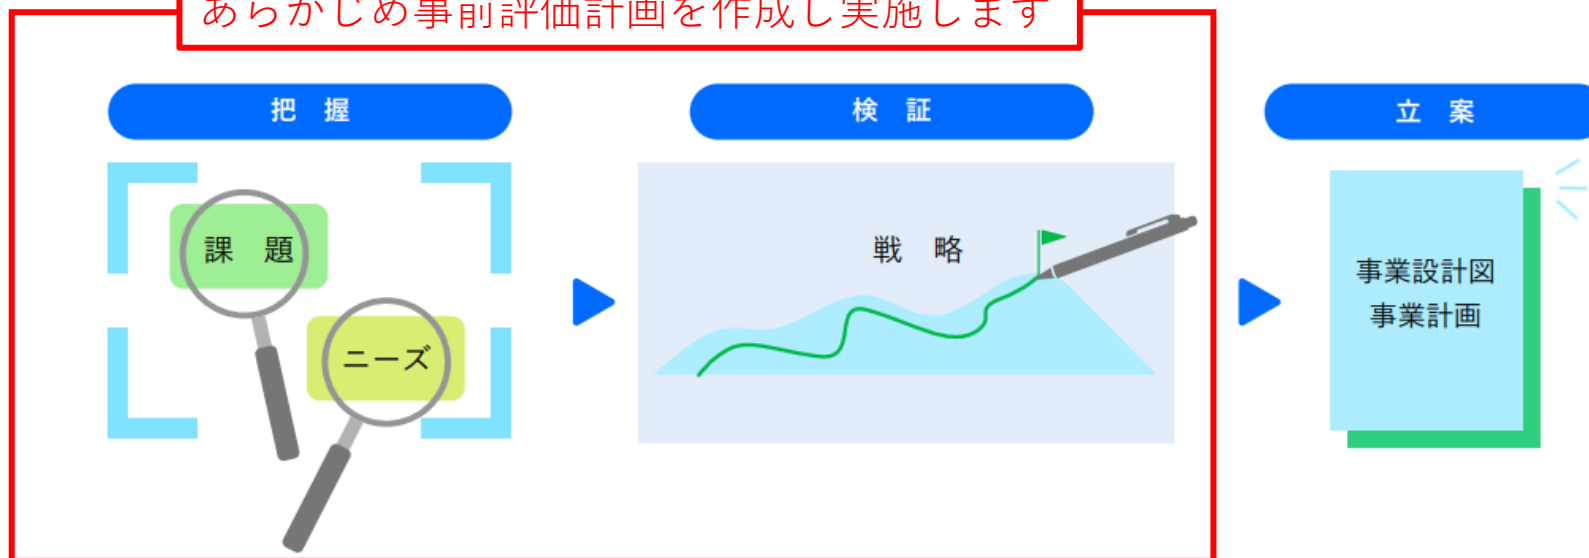 あらかじめ事前評価計画を作成し実施します
把 握
検 証
立 案
課 題
ニーズ
戦 略
事業設計図
事業計画